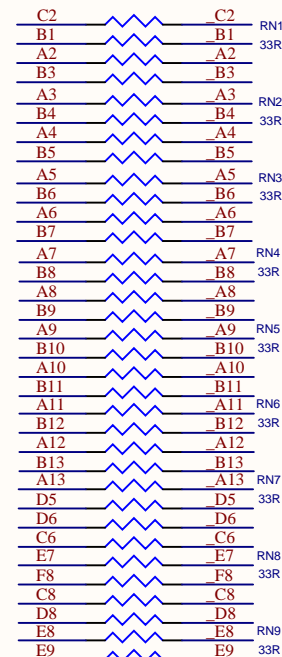 C2 _C2 RN1
B1 _B1 33R
A2 _A2
B3 _B3
A3 _A3 RN2
B4 _B4 33R
A4 _A4
B5 _B5
A5 _A5 RN3
B6 _B6 33R
A6 _A6
B7 _B7
A7 _A7 RN4
B8 _B8 33R
A8 _A8
B9 _B9
A9 _A9 RN5
B10 _B10 33R
A10 _A10
B11 _B11
A11 _A11 RN6
B12 _B12 33R
A12 _A12
B13 _B13
A13 _A13 RN7
D5 _D5 33R
D6 _D6
C6 _C6
E7 _E7 RN8
F8 _F8 33R
C8 _C8
D8 _D8
E8 _E8 RN9
E9 _E9 33R